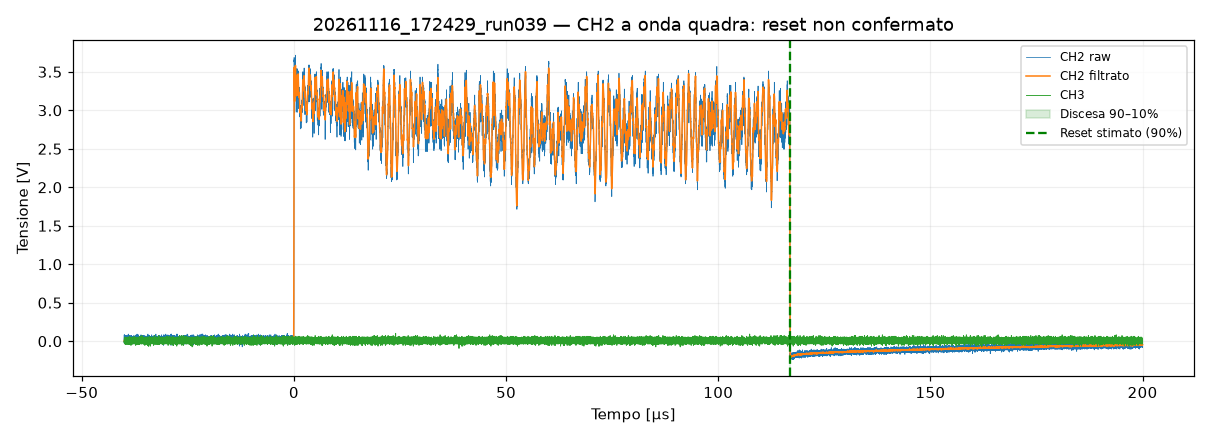 20261116_172429_run039 — CH2 a onda quadra: reset non confermato
Tensione [V]
3.5
3.0
2.5
2.0
1.5
1.0
0.5
0.0
CH2 raw
CH2 filtrato
CH3
Discesa 90–10%
Reset stimato (90%)
−50
0
50
100
150
200
Tempo [µs]